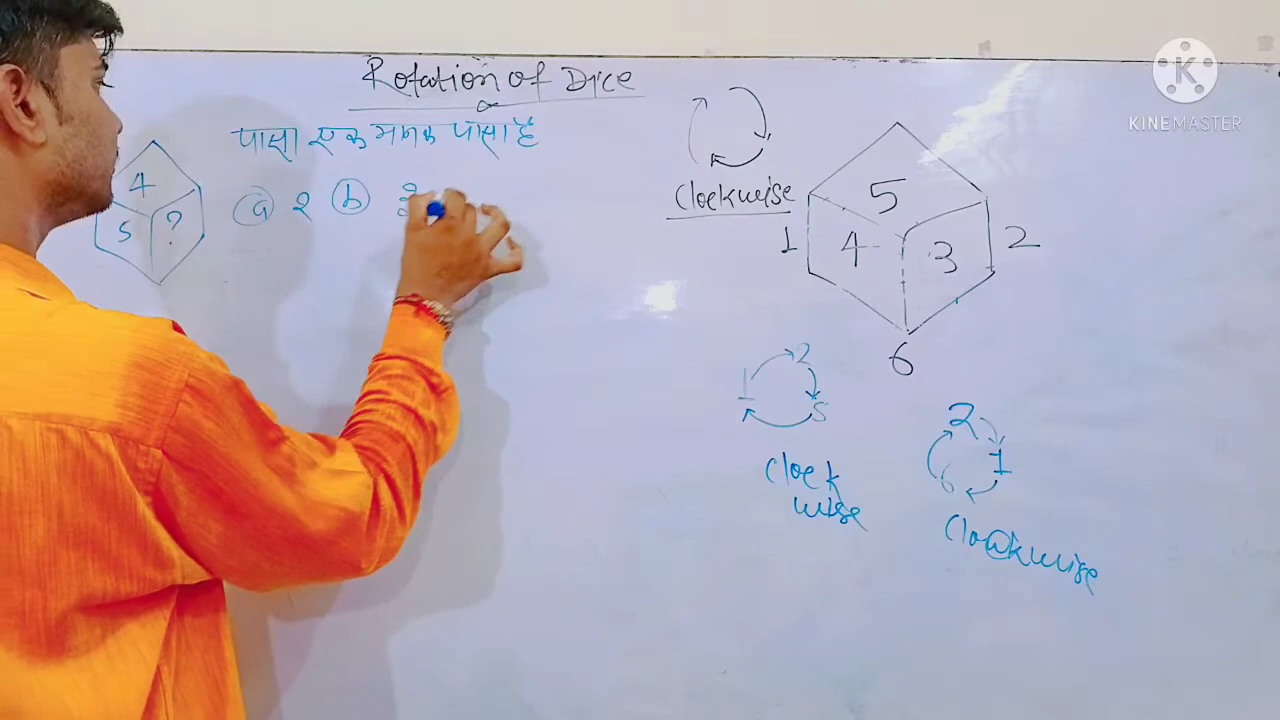 Rotation of Dice
पासा एक मानक पासा है
4
5 ?
(a) 2 (b)
Clockwise
5
1 4 3 2
6
2
1 5
Clock
wise
2
6 1
Clockwise
KINEMASTER